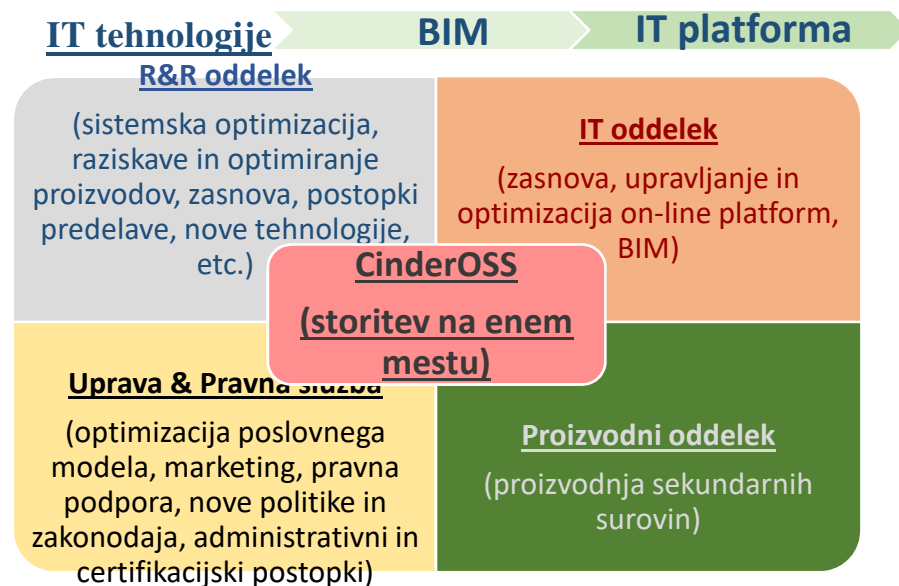 IT tehnologije
BIM
IT platforma
R&R oddelek
(sistemska optimizacija,
raziskave in optimiranje
proizvodov, zasnova, postopki
predelave, nove tehnologije,
etc.)
IT oddelek
(zasnova, upravljanje in
optimizacija on-line platform,
BIM)
CinderOSS
(storitev na enem
mestu)
Uprava & Pravna služba
(optimizacija poslovnega
modela, marketing, pravna
podpora, nove politike in
zakonodaja, administrativni in
certifikacijski postopki)
Proizvodni oddelek
(proizvodnja sekundarnih
surovin)